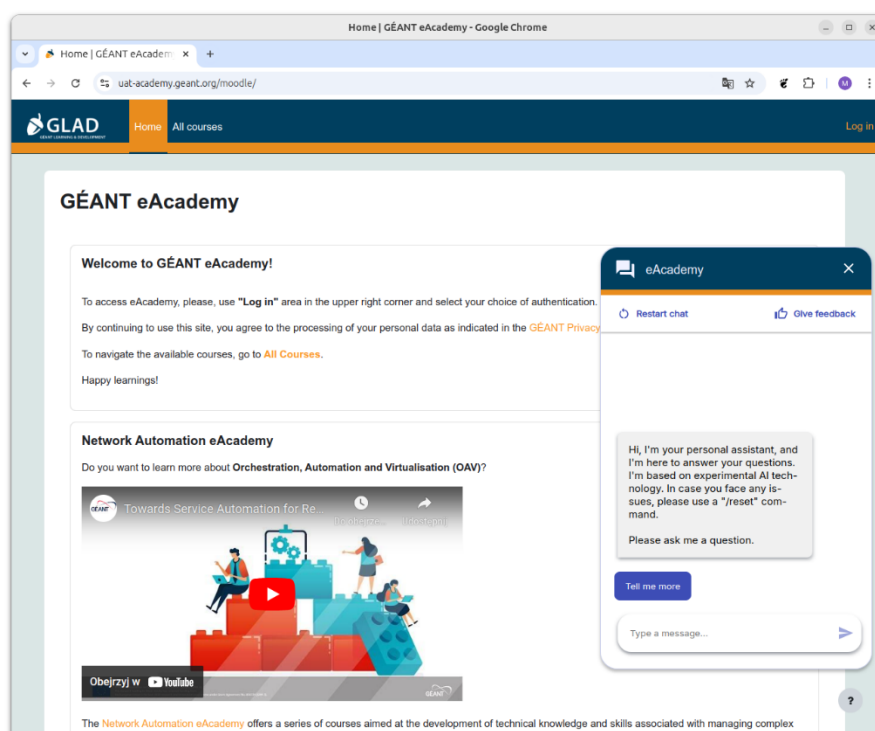 Home | GÉANT eAcademy - Google Chrome
Home | GÉANT eAcadem
uat-academy.geant.org/moodle/
M
GLAD
GÉANT LEARNING & DEVELOPMENT
Home
All courses
Log in
GÉANT eAcademy
Welcome to GÉANT eAcademy!
To access eAcademy, please, use "Log in" area in the upper right corner and select your choice of authentication.
By continuing to use this site, you agree to the processing of your personal data as indicated in the GÉANT Privacy
To navigate the available courses, go to All Courses.
Happy learnings!
Network Automation eAcademy
Do you want to learn more about Orchestration, Automation and Virtualisation (OAV)?
GÉANT
Towards Service Automation for Re...
Do obejrze...
Udostępnij
Obejrzyj w YouTube
GÉANT
The Network Automation eAcademy offers a series of courses aimed at the development of technical knowledge and skills associated with managing complex
eAcademy
Restart chat
Give feedback
Hi, I'm your personal assistant, and
I'm here to answer your questions.
I'm based on experimental AI tech-
nology. In case you face any is-
sues, please use a "/reset" com-
mand.
Please ask me a question.
Tell me more
Type a message...
?